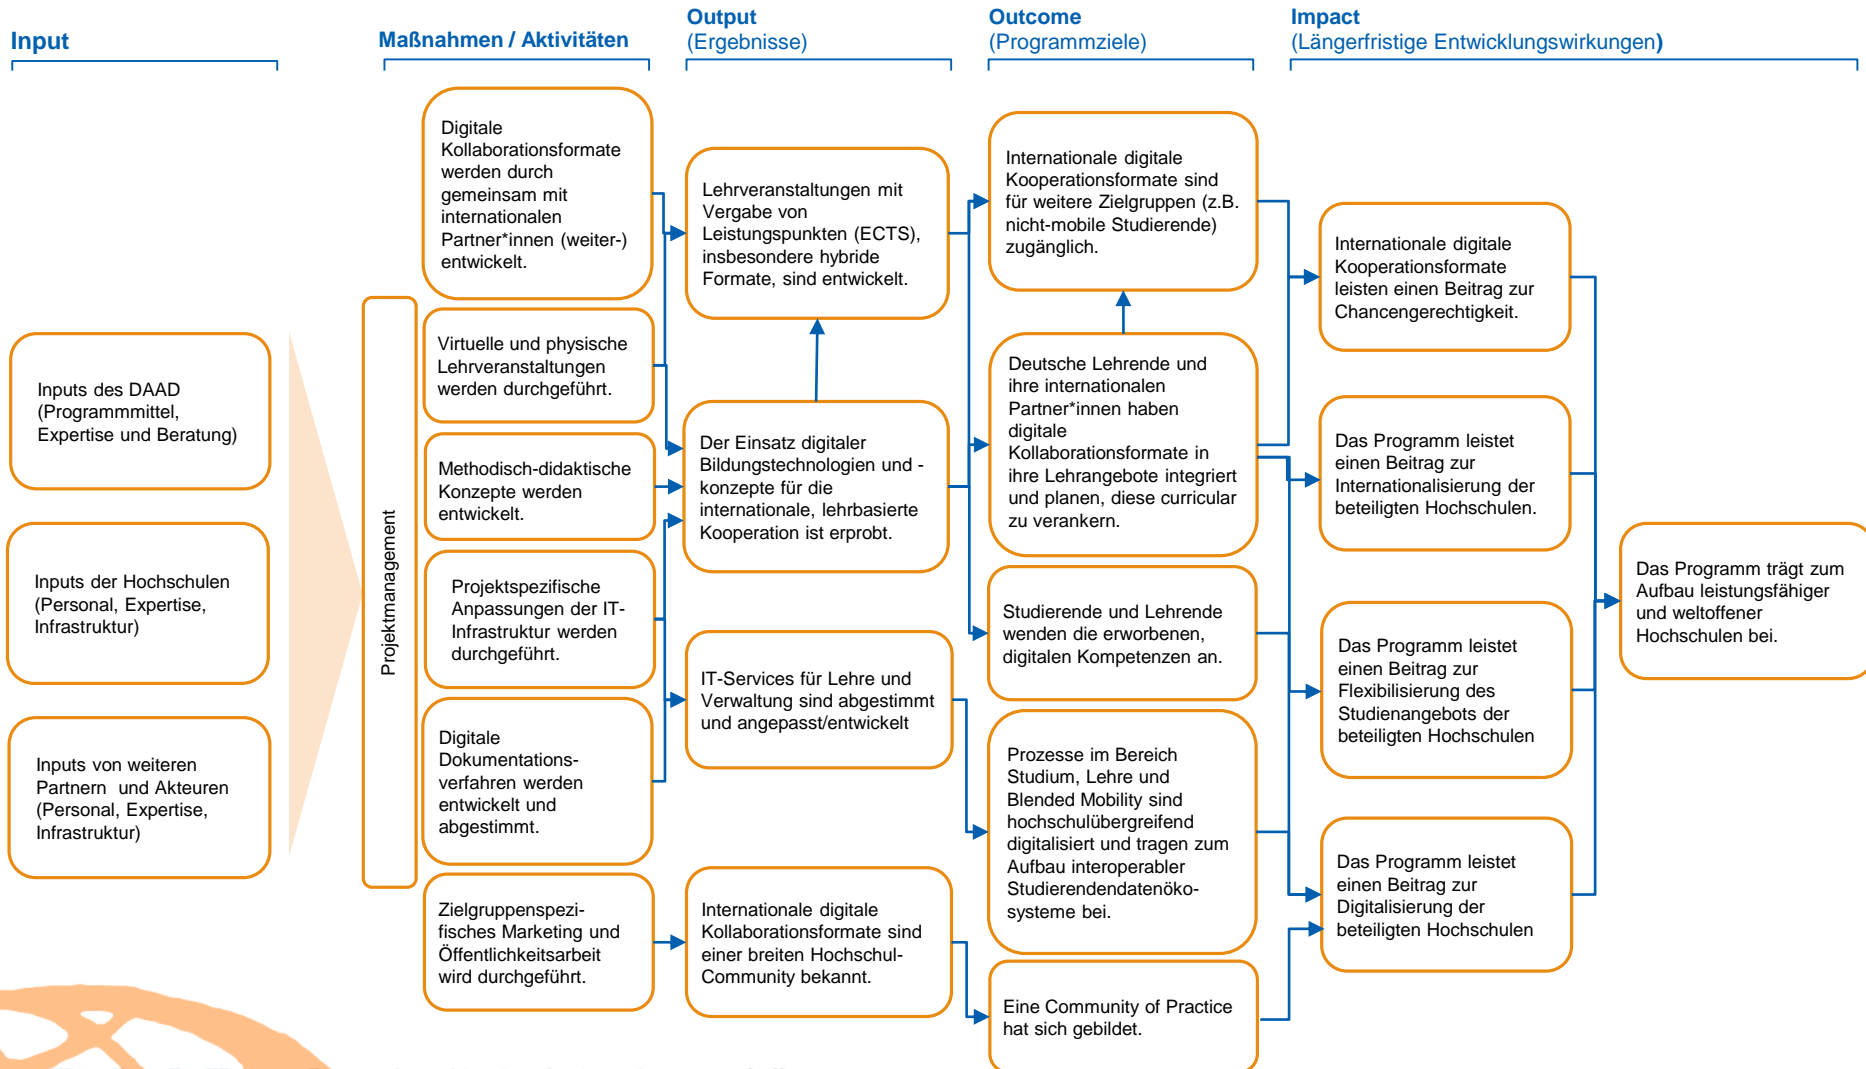 Input
Maßnahmen / Aktivitäten
Output
(Ergebnisse)
Outcome
(Programmziele)
Impact
(Längerfristige Entwicklungswirkungen)
Inputs des DAAD
(Programmmittel,
Expertise und Beratung)
Inputs der Hochschulen
(Personal, Expertise,
Infrastruktur)
Inputs von weiteren
Partnern und Akteuren
(Personal, Expertise,
Infrastruktur)
Projektmanagement
Digitale
Kollaborationsformate
werden durch
gemeinsam mit
internationalen
Partner*innen (weiter-)
entwickelt.
Virtuelle und physische
Lehrveranstaltungen
werden durchgeführt.
Methodisch-didaktische
Konzepte werden
entwickelt.
Projektspezifische
Anpassungen der IT-
Infrastruktur werden
durchgeführt.
Digitale
Dokumentations-
verfahren werden
entwickelt und
abgestimmt.
Zielgruppenspezi-
fisches Marketing und
Öffentlichkeitsarbeit
wird durchgeführt.
Lehrveranstaltungen mit
Vergabe von
Leistungspunkten (ECTS),
insbesondere hybride
Formate, sind entwickelt.
Der Einsatz digitaler
Bildungstechnologien und -
konzepte für die
internationale, lehrbasierte
Kooperation ist erprobt.
IT-Services für Lehre und
Verwaltung sind abgestimmt
und angepasst/entwickelt
Internationale digitale
Kollaborationsformate sind
einer breiten Hochschul-
Community bekannt.
Internationale digitale
Kooperationsformate sind
für weitere Zielgruppen (z.B.
nicht-mobile Studierende)
zugänglich.
Deutsche Lehrende und
ihre internationalen
Partner*innen haben
digitale
Kollaborationsformate in
ihre Lehrangebote integriert
und planen, diese curricular
zu verankern.
Studierende und Lehrende
wenden die erworbenen,
digitalen Kompetenzen an.
Prozesse im Bereich
Studium, Lehre und
Blended Mobility sind
hochschulübergreifend
digitalisiert und tragen zum
Aufbau interoperabler
Studierendendatenöko-
systeme bei.
Eine Community of Practice
hat sich gebildet.
Internationale digitale
Kooperationsformate
leisten einen Beitrag zur
Chancengerechtigkeit.
Das Programm leistet
einen Beitrag zur
Internationalisierung der
beteiligten Hochschulen.
Das Programm leistet
einen Beitrag zur
Flexibilisierung des
Studienangebots der
beteiligten Hochschulen
Das Programm leistet
einen Beitrag zur
Digitalisierung der
beteiligten Hochschulen
Das Programm trägt zum
Aufbau leistungsfähiger
und weltoffener
Hochschulen bei.